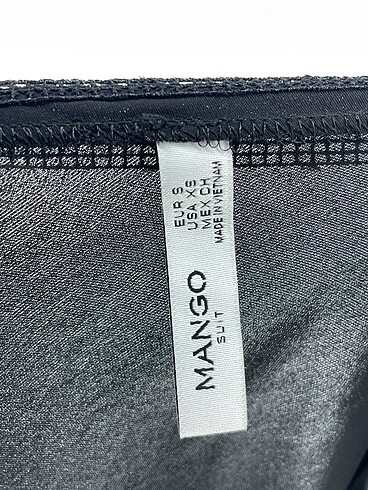 EUR S
USA XS
MEX CH
MADE IN VIETNAM
MANGO
SUIT